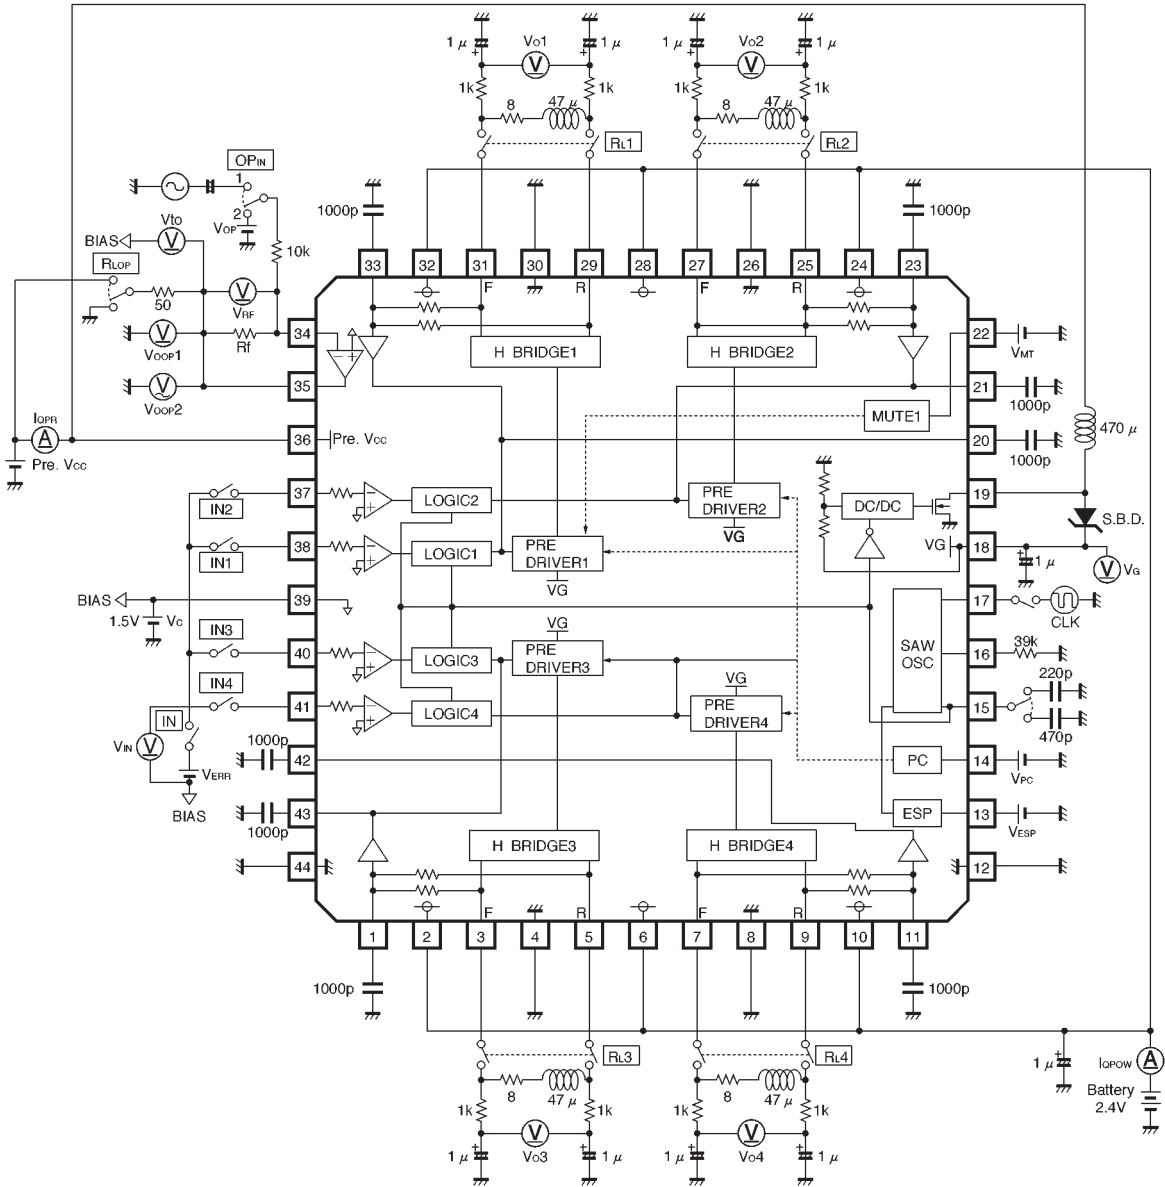 1 μ
Vo1
1 μ
1 μ
Vo2
1 μ
+
V
+
+
V
+
1k
8
47 μ
1k
1k
8
47 μ
1k
RL1
RL2
OPIN
1
2
VOP
1000p
1000p
Vto
BIAS
V
10k
RLOP
50
V
VRF
V
VOOP1
Rf
V
VOOP2
33
32
31
30
29
28
27
26
25
24
23
F
R
F
R
34
H BRIDGE1
H BRIDGE2
22
VMT
35
21
1000p
MUTE1
IQPR
A
Pre. Vcc
36
Pre. Vcc
20
1000p
470 μ
37
IN2
LOGIC2
PRE
DRIVER2
VG
DC/DC
19
S.B.D.
38
IN1
LOGIC1
PRE
DRIVER1
VG
VG
18
+
1 μ
V
VG
BIAS
1.5V
Vc
39
17
CLK
SAW
OSC
IN3
40
LOGIC3
VG
PRE
DRIVER3
16
39k
IN4
41
LOGIC4
VG
PRE
DRIVER4
15
220p
470p
IN
VIN
V
VERR
BIAS
1000p
42
PC
14
VPC
43
1000p
ESP
13
VESP
44
12
H BRIDGE3
H BRIDGE4
F
R
F
R
1
2
3
4
5
6
7
8
9
10
11
1000p
1000p
RL3
RL4
8
47 μ
8
47 μ
1k
1k
1k
1k
+
V
+
+
V
+
1 μ
Vo3
1 μ
1 μ
Vo4
1 μ
1 μ
+
IQPOW
A
Battery
2.4V